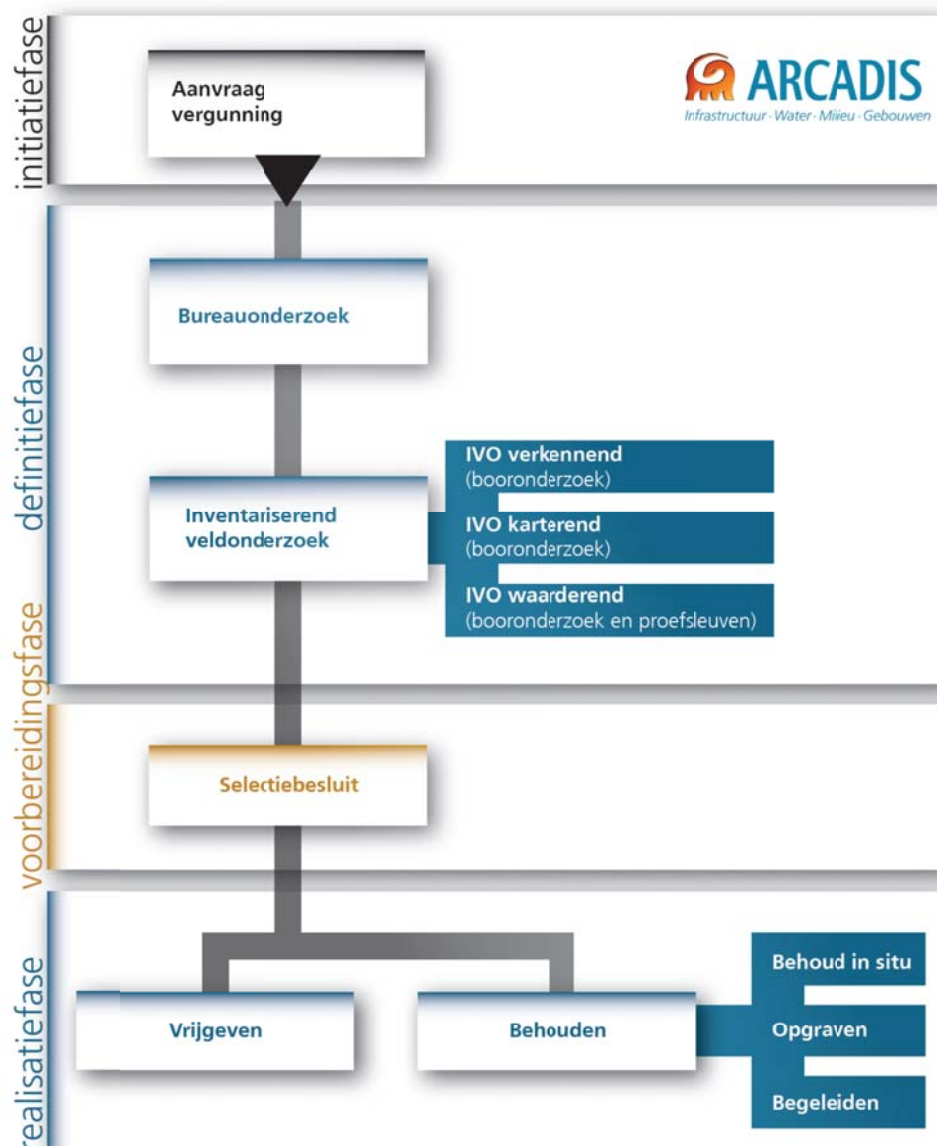 initiatiefase
Aanvraag
vergunning
ARCADIS
Infrastructuur · Water · Milieu · Gebouwen
definitiefase
Bureauonderzoek
Inventariserend
veldonderzoek
IVO verkennend
(booronderzoek)
IVO karterend
(booronderzoek)
IVO waarderend
(booronderzoek en proefsleuven)
voorbereidingsfase
Selectiebesluit
realisatiefase
Vrijgeven
Behouden
Behoud in situ
Opgraven
Begeleiden